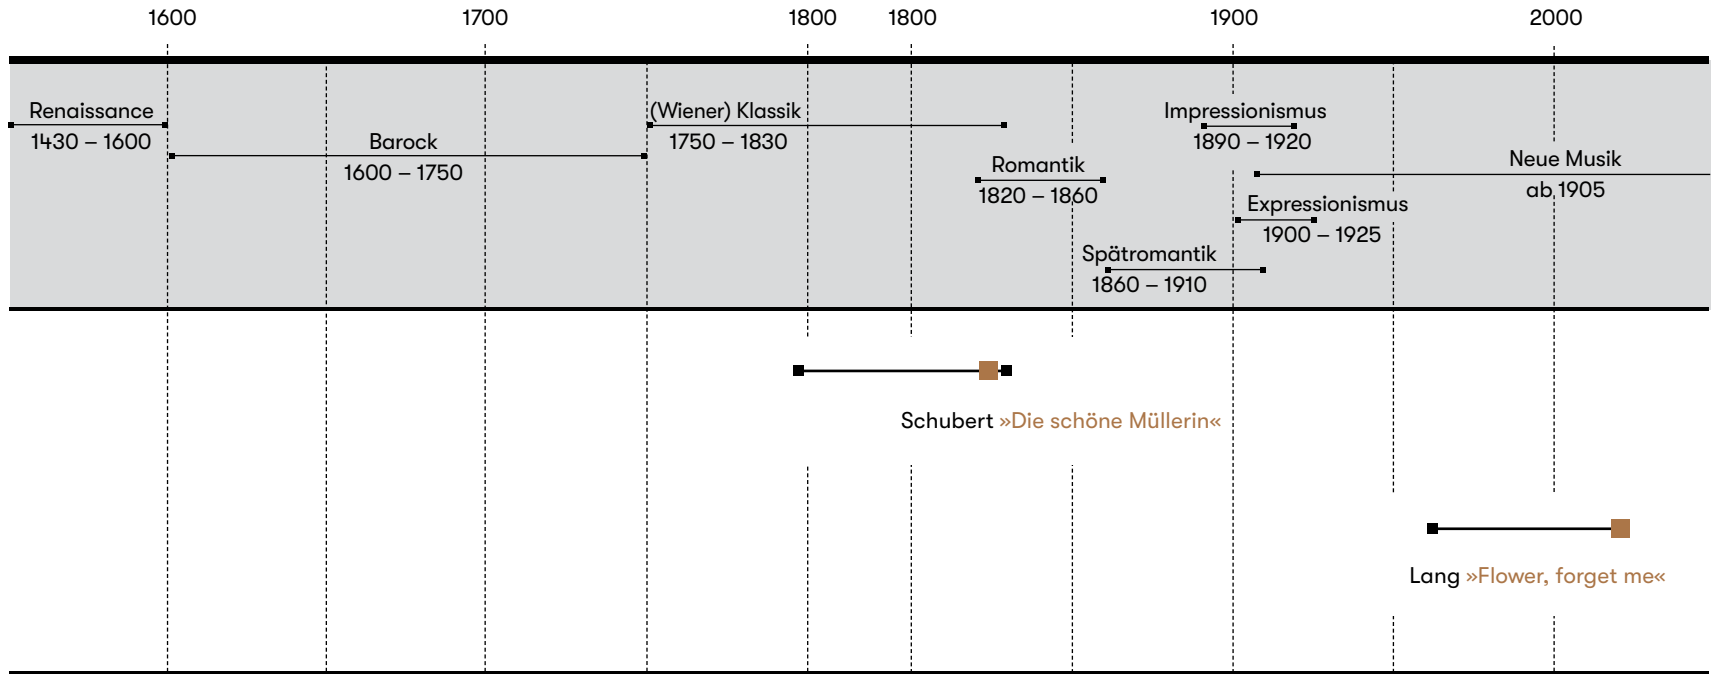 1600 1700 1800 1800 1900 2000
Renaissance
1430 – 1600
Barock
1600 – 1750
(Wiener) Klassik
1750 – 1830
Romantik
1820 – 1860
Spätromantik
1860 – 1910
Impressionismus
1890 – 1920
Expressionismus
1900 – 1925
Neue Musik
ab 1905
Schubert »Die schöne Müllerin«
Lang »Flower, forget me«